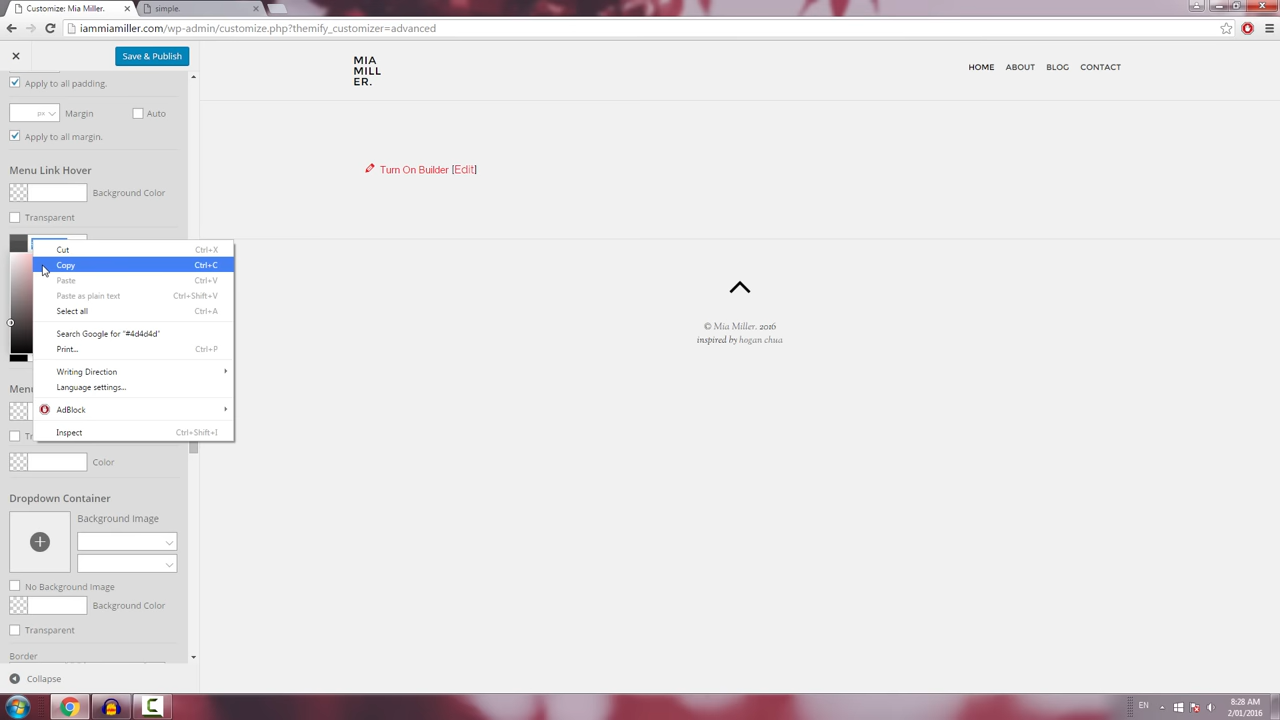 Customize: Mia Miller.
simple.
iammiamiller.com/wp-admin/customize.php?themify_customizer=advanced
Save & Publish
Apply to all padding.
px Margin Auto
Apply to all margin.
Menu Link Hover
Background Color
Transparent
Cut Ctrl+X
Copy Ctrl+C
Paste Ctrl+V
Paste as plain text Ctrl+Shift+V
Select all Ctrl+A
Search Google for "#4d4d4d"
Print... Ctrl+P
Writing Direction
Language settings...
AdBlock
Inspect Ctrl+Shift+I
Color
Dropdown Container
Background Image
No Background Image
Background Color
Transparent
Border
Collapse
MIA
MILL
ER.
HOME ABOUT BLOG CONTACT
Turn On Builder [Edit]
© Mia Miller. 2016
inspired by hogan chua
EN
8:28 AM
2/01/2016